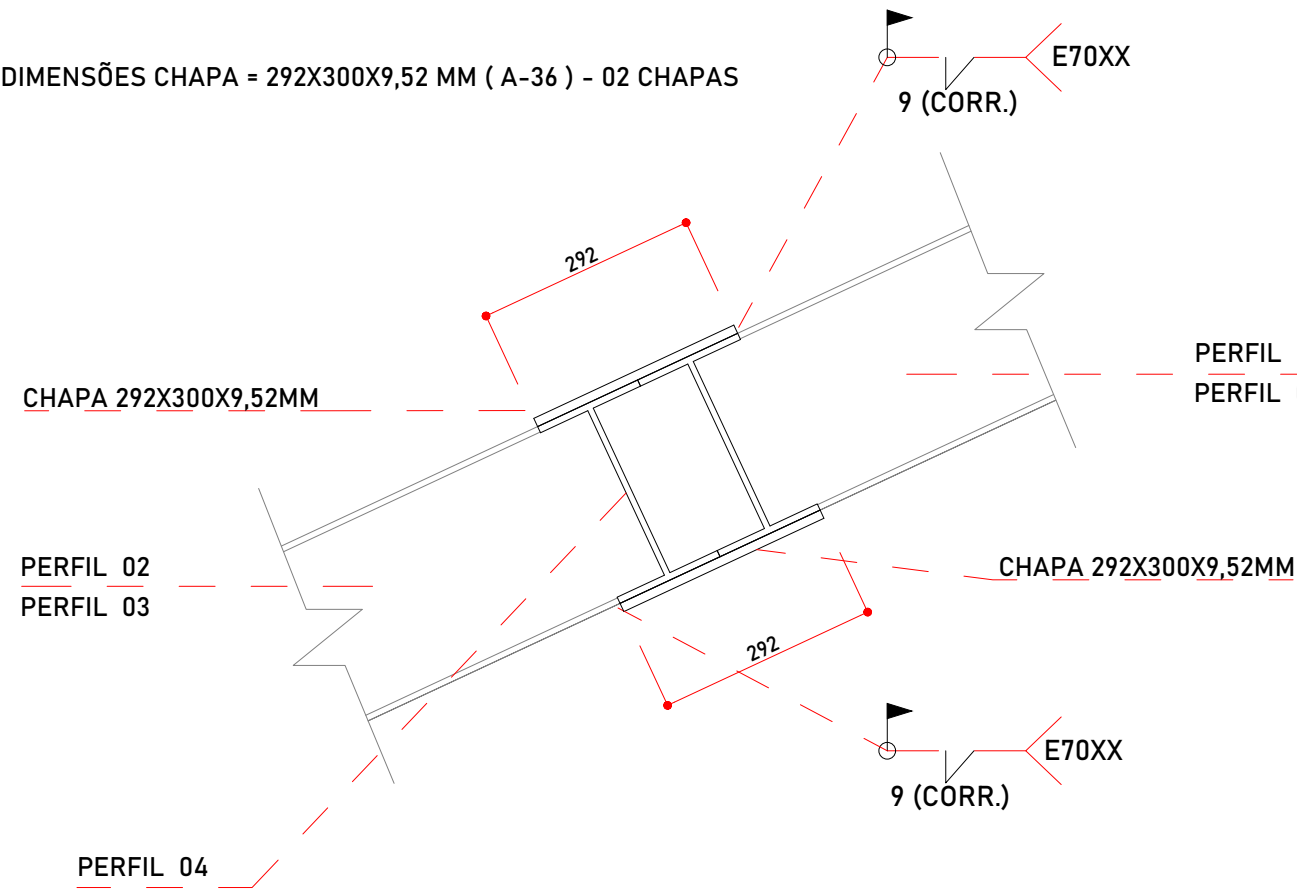 DIMENSÕES CHAPA = 292X300X9,52 MM ( A-36 ) - 02 CHAPAS
E70XX
9 (CORR.)
292
PERFIL
PERFIL
CHAPA 292X300X9,52MM
PERFIL 02
PERFIL 03
CHAPA 292X300X9,52MM
292
E70XX
9 (CORR.)
PERFIL 04